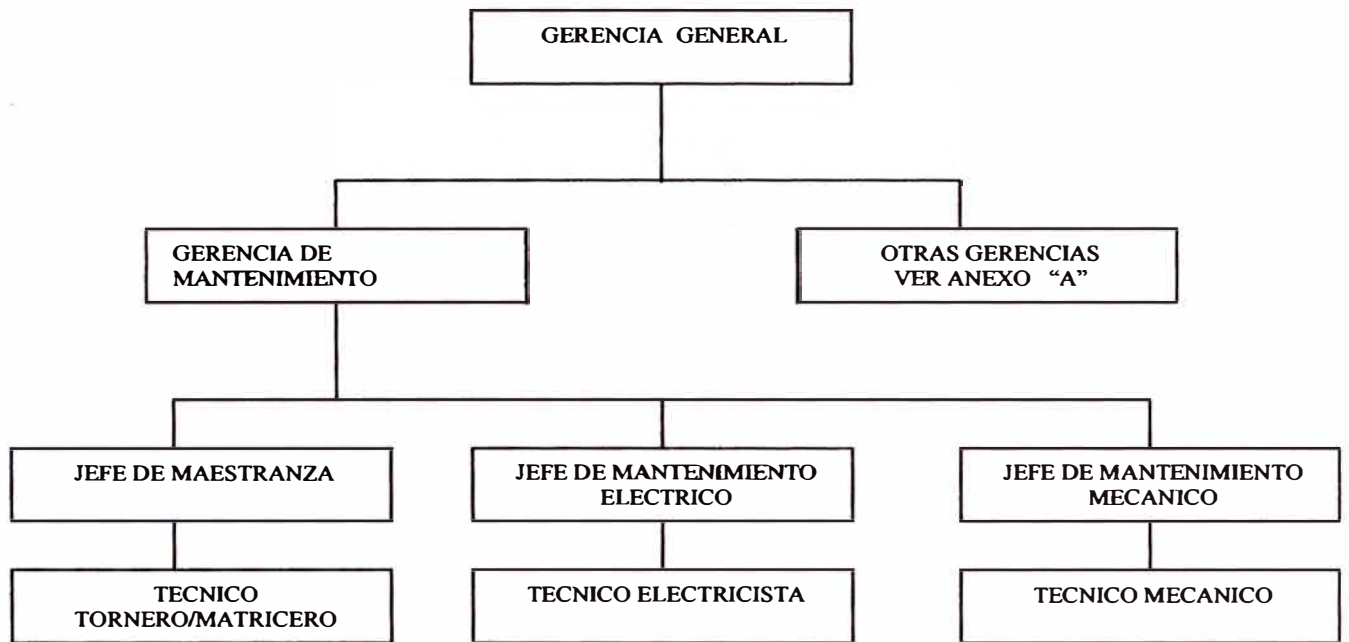 GERENCIA GENERAL
GERENCIA DE
MANTENIMIENTO
OTRAS GERENCIAS
VER ANEXO “A”
JEFE DE MAESTRANZA
JEFE DE MANTENIMIENTO
ELECTRICO
JEFE DE MANTENIMIENTO
MECANICO
TECNICO
TORNERO/MATRICERO
TECNICO ELECTRICISTA
TECNICO MECANICO